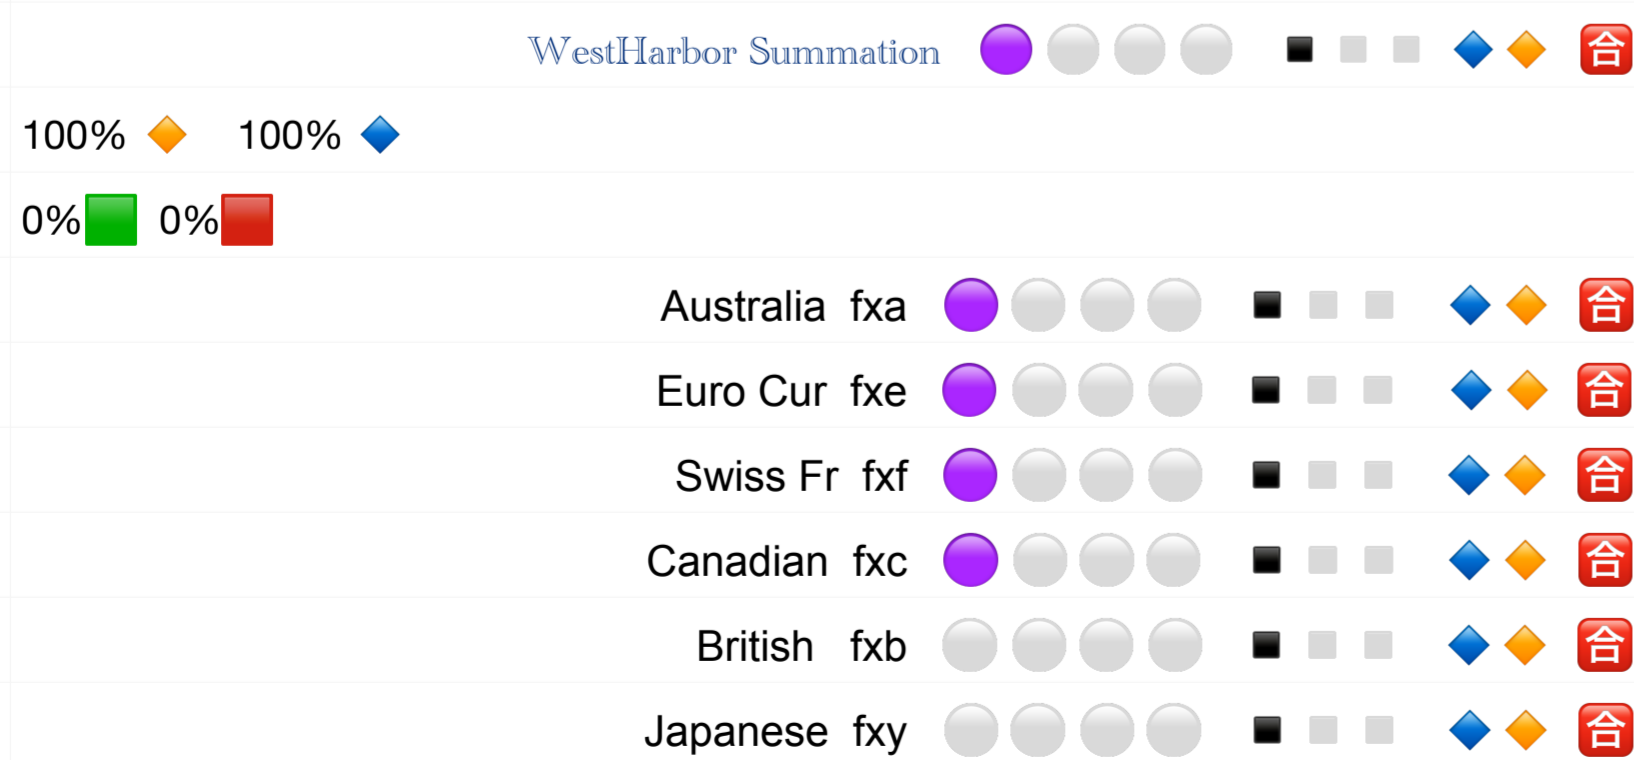 WestHarbor Summation 合
100% 100%
0% 0%
Australia fxa 合
Euro Cur fxe 合
Swiss Fr fxf 合
Canadian fxc 合
British fxb 合
Japanese fxy 合